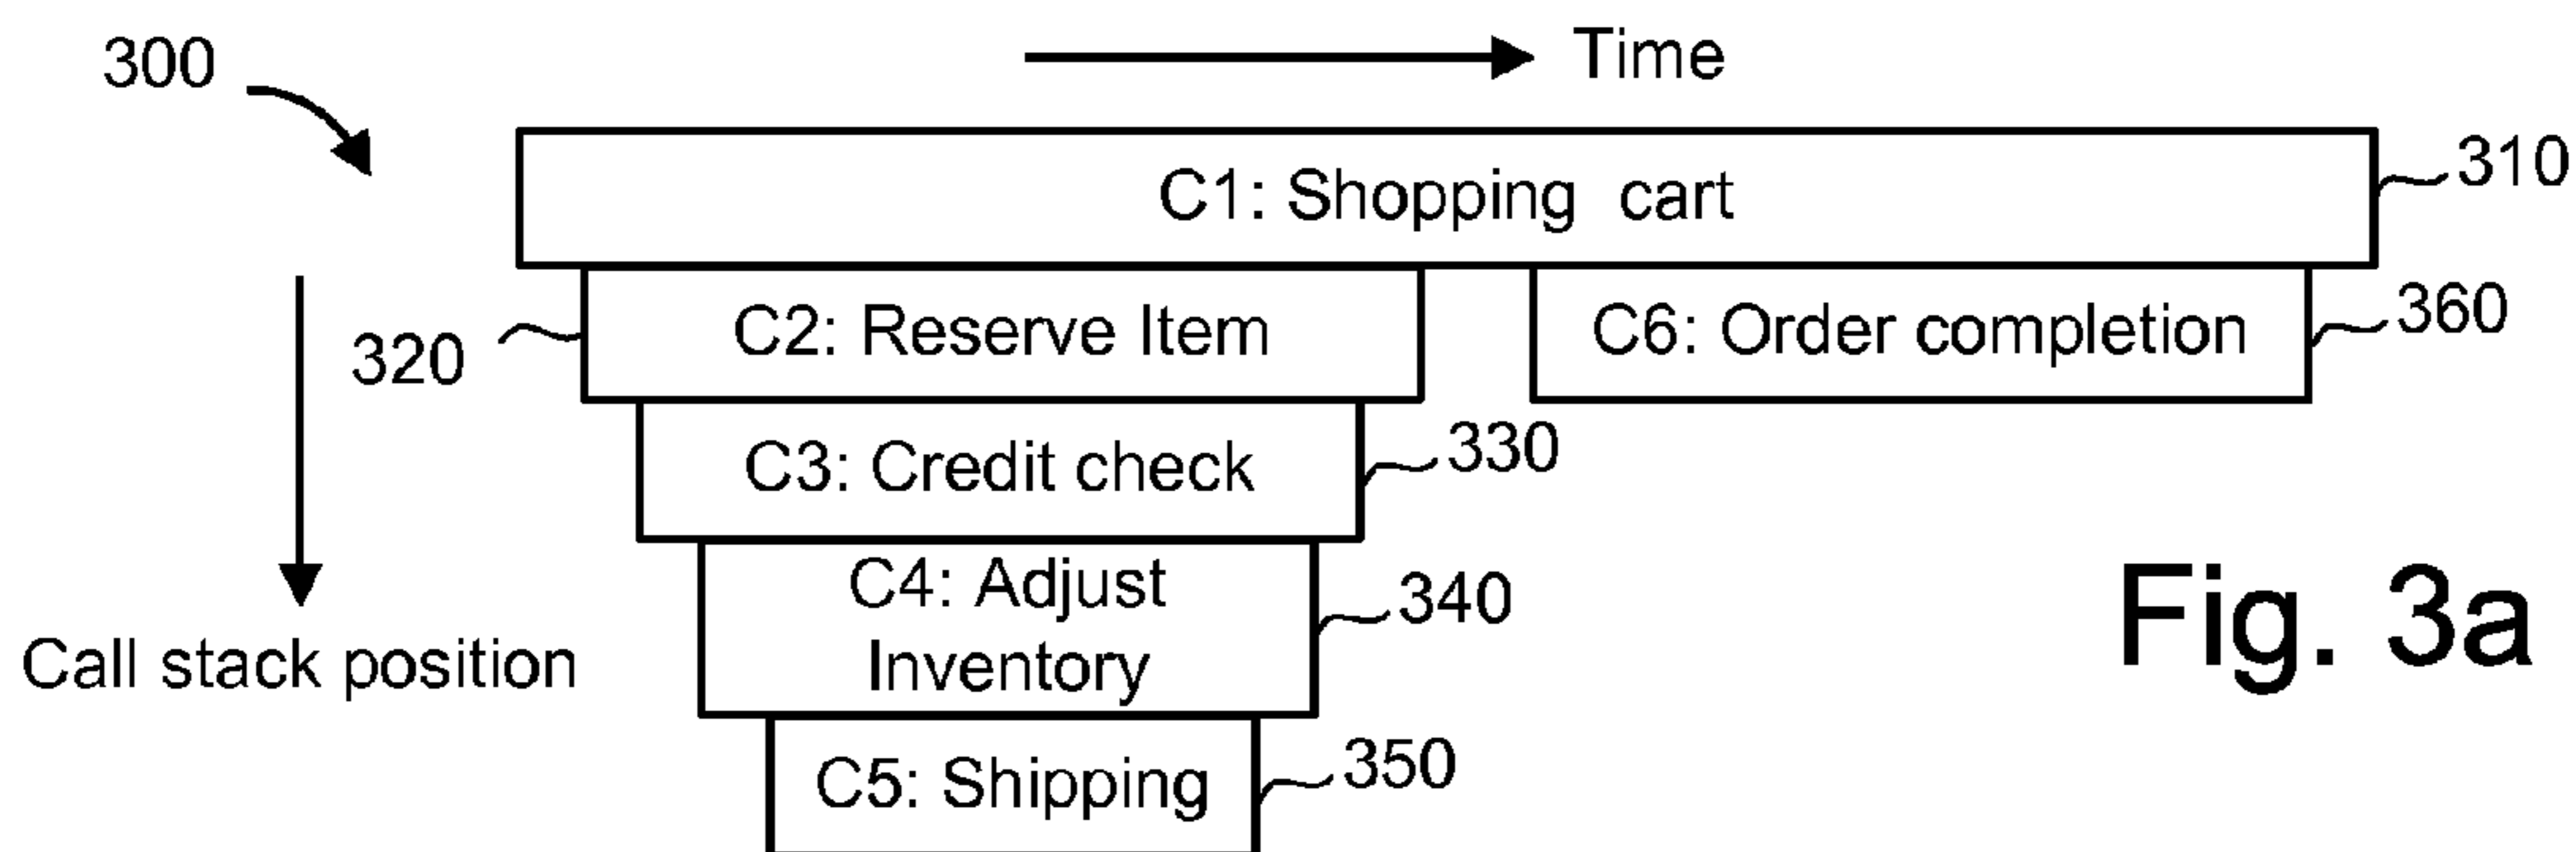 300
Time
C1: Shopping cart
310
320
C2: Reserve Item
C6: Order completion
360
C3: Credit check
330
C4: Adjust
Inventory
340
Call stack position
C5: Shipping
350
Fig. 3a